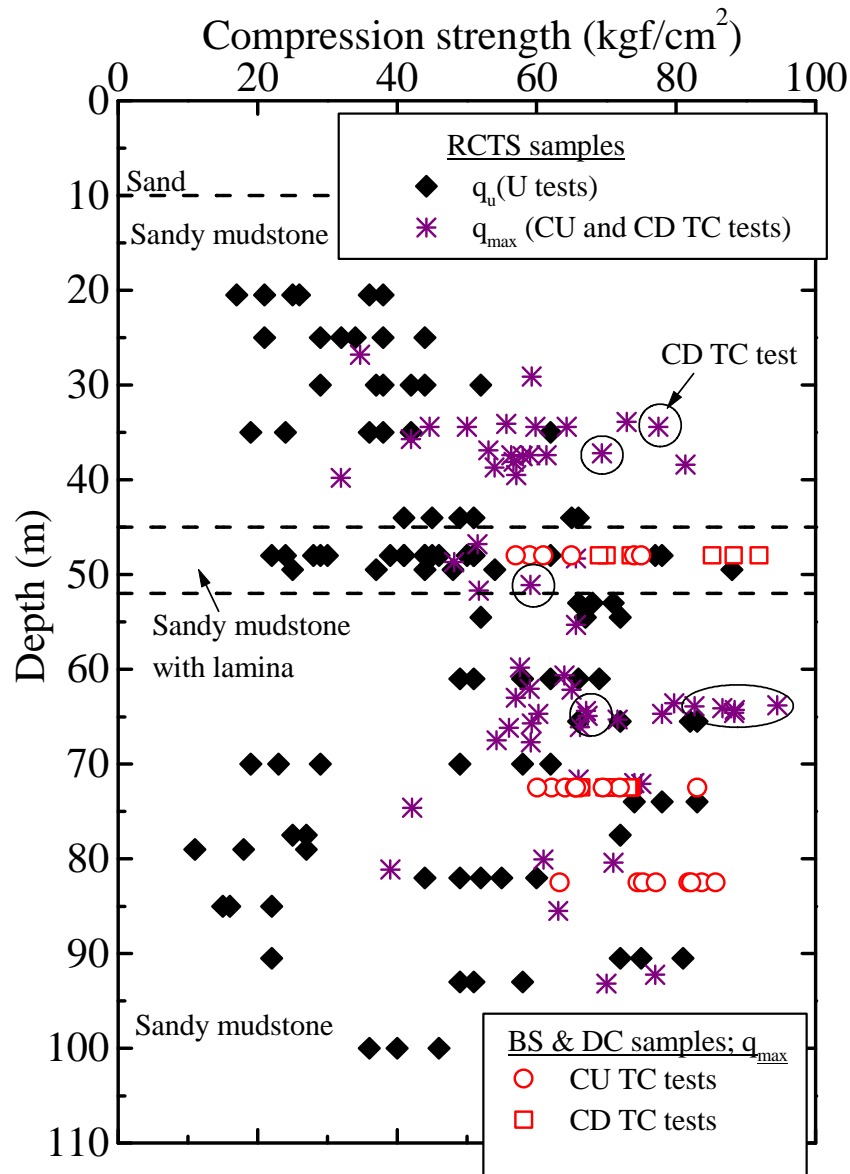 Compression strength (kgf/cm²)
0 20 40 60 80 100
0
10
20
30
40
50
60
70
80
90
100
110
Depth (m)
RCTS samples
qᵤ(U tests)
qₘₐₓ (CU and CD TC tests)
Sand
Sandy mudstone
CD TC test
Sandy mudstone
with lamina
Sandy mudstone
BS & DC samples; qₘₐₓ
CU TC tests
CD TC tests